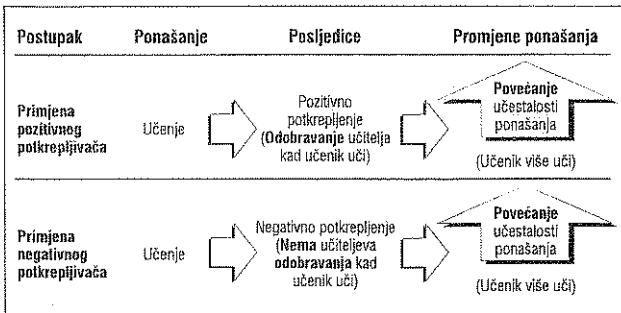 Postupak Ponašanje Posljedice Promjene ponašanja
Primjena
pozitivnog
potkrepljivača
Učenje
Pozitivno
potkrepljenje
(Odobravanje učitelja
kad učenik uči)
Povećanje
učestalosti
ponašanja
(Učenik više uči)
Primjena
negativnog
potkrepljivača
Učenje
Negativno potkrepljenje
(Nema učiteljeva
odobravanja kad
učenik uči)
Povećanje
učestalosti
ponašanja
(Učenik više uči)